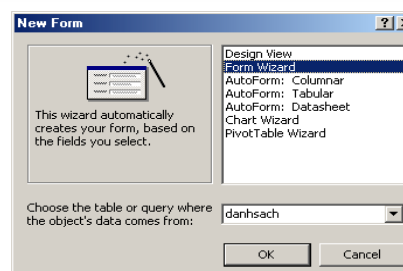 New Form
Design View
Form Wizard
AutoForm: Columnar
AutoForm: Tabular
AutoForm: Datasheet
Chart Wizard
PivotTable Wizard
This wizard automatically
creates your form, based on
the fields you select.
Choose the table or query where
the object's data comes from:
danhsach
OK
Cancel